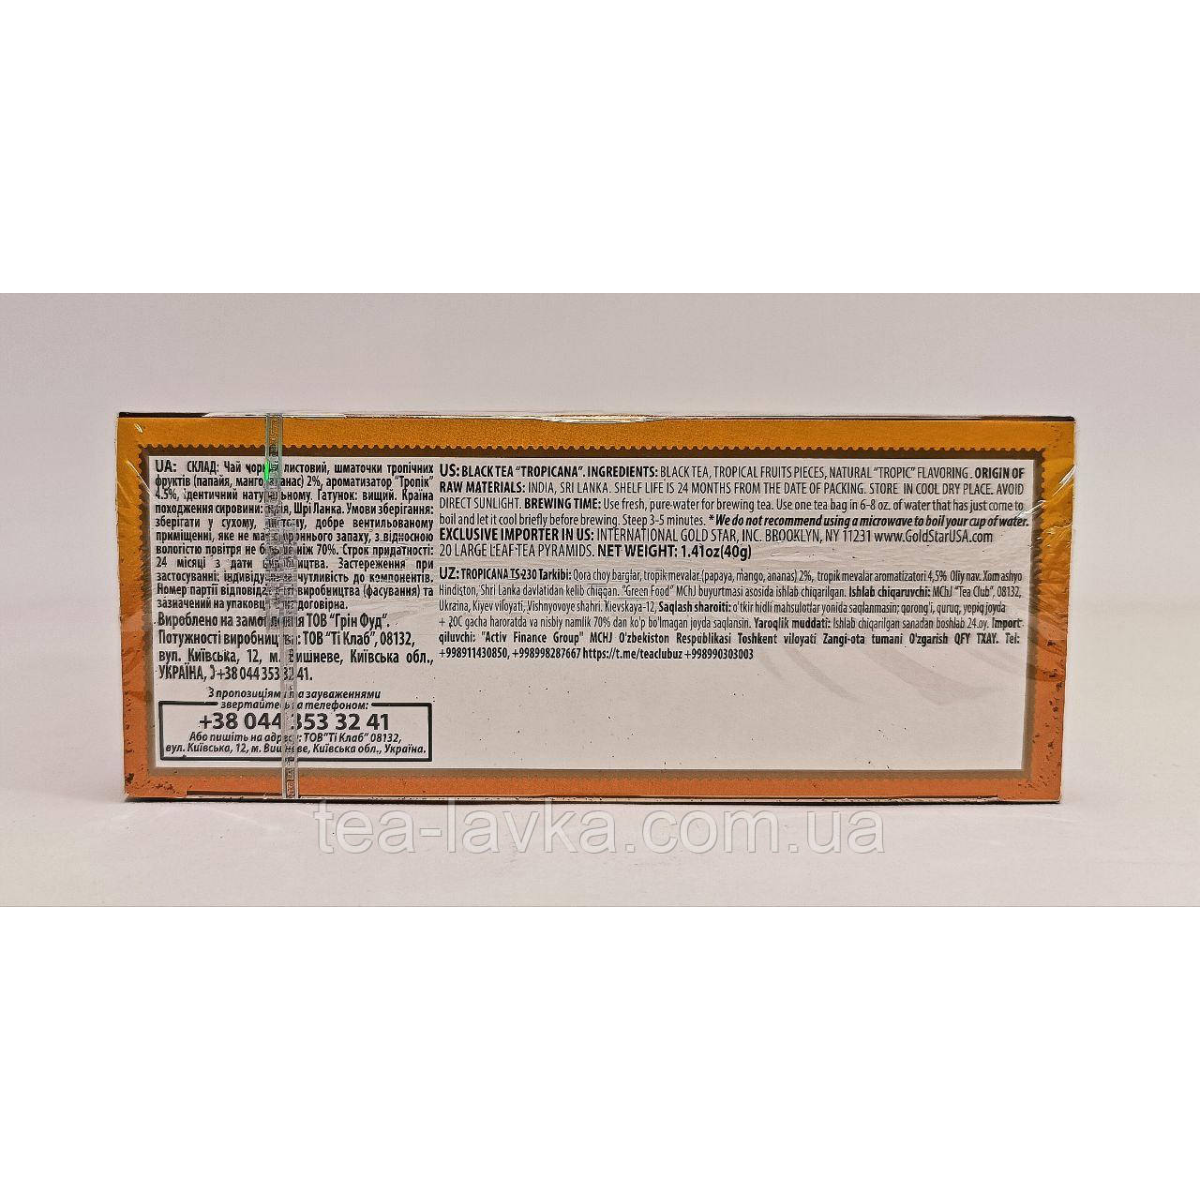 UA: СКЛАД: Чай чорний листовий, шматочки тропічних
фруктів (папайя, манго, ананас) 2%, ароматизатор "Тропік"
4.5%, ідентичний натуральному. Гатунок: вищий. Країна
походження сировини: Індія, Шрі Ланка. Умови зберігання:
зберігати у сухому, чистому, добре вентильованому
приміщенні, яке не має стороннього запаху, з відносною
вологістю повітря не більше ніж 70%. Строк придатності:
24 місяці з дати виробництва. Застереження при
застосуванні: індивідуальна чутливість до компонентів.
Номер партії відповідає даті виробництва (фасування) та
зазначений на упаковці. Ціна договірна.
Вироблено на замовлення ТОВ "Грін Фуд".
Потужності виробництва: ТОВ "Ті Клаб", 08132,
вул. Київська, 12, м. Вишневе, Київська обл.,
УКРАЇНА, +38 044 353 32 41.
З пропозиціями та зауваженнями
звертайтесь за телефоном:
+38 044 353 32 41
Або пишіть на адресу: ТОВ"Ті Клаб" 08132,
вул. Київська, 12, м. Вишневе, Київська обл., Україна.
US: BLACK TEA "TROPICANA". INGREDIENTS: BLACK TEA, TROPICAL FRUITS PIECES, NATURAL "TROPIC" FLAVORING. ORIGIN OF
RAW MATERIALS: INDIA, SRI LANKA. SHELF LIFE IS 24 MONTHS FROM THE DATE OF PACKING. STORE IN COOL DRY PLACE. AVOID
DIRECT SUNLIGHT. BREWING TIME: Use fresh, pure-water for brewing tea. Use one tea bag in 6–8 oz. of water that has just come to
boil and let it cool briefly before brewing. Steep 3–5 minutes. *We do not recommend using a microwave to boil your cup of water.
EXCLUSIVE IMPORTER IN US: INTERNATIONAL GOLD STAR, INC. BROOKLYN, NY 11231 www.GoldStarUSA.com
20 LARGE LEAF TEA PYRAMIDS. NET WEIGHT: 1.41oz(40g)
UZ: TROPICANA TS-230 Tarkibi: Qora choy barglar, tropik mevalar (papaya, mango, ananas) 2%, tropik mevalar aromatizatori 4,5% Oliy nav. Xom ashyo
Hindiston, Shri Lanka davlatidan kelib chiqgan. "Green Food" MChJ buyurtmasi asosida ishlab chiqarilgan. Ishlab chiqaruvchi: MChJ "Tea Club", 08132,
Ukraina, Kiyev viloyati, Vishnyovoye shahri. Kievskaya-12, Saqlash sharoiti: o'tkir hidli mahsulotlar yonida saqlanmasin; qorong'i, quruq, yopiq joyda
+ 20C gacha haroratda va nisbiy namlik 70% dan ko'p bo'lmagan joyda saqlansin. Yaroqlik muddati: Ishlab chiqarilgan sanadan boshlab 24 oy. Import
qiluvchi: "Activ Finance Group" MCHJ O'zbekiston Respublikasi Toshkent viloyati Zangi-ota tumani O'zgarish QFY TXAY. Tel:
+998911430850, +998998287667 https://t.me/teaclubuz +998990303003
tea-lavka.com.ua